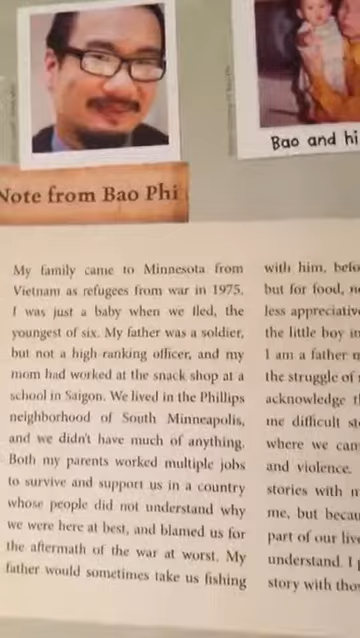 Note from Bao Phi
Bao and hi
My family came to Minnesota from
Vietnam as refugees from war in 1975.
I was just a baby when we fled, the
youngest of six. My father was a soldier,
but not a high-ranking officer, and my
mom had worked at the snack shop at a
school in Saigon. We lived in the Phillips
neighborhood of South Minneapolis,
and we didn't have much of anything.
Both my parents worked multiple jobs
to survive and support us in a country
whose people did not understand why
we were here at best, and blamed us for
the aftermath of the war at worst. My
father would sometimes take us fishing
with him, befo
but for food, n
less appreciativ
the little boy in
I am a father
the struggle of
acknowledge th
me difficult st
where we cam
and violence.
stories with
me, but becau
part of our live
understand. I p
story with tho